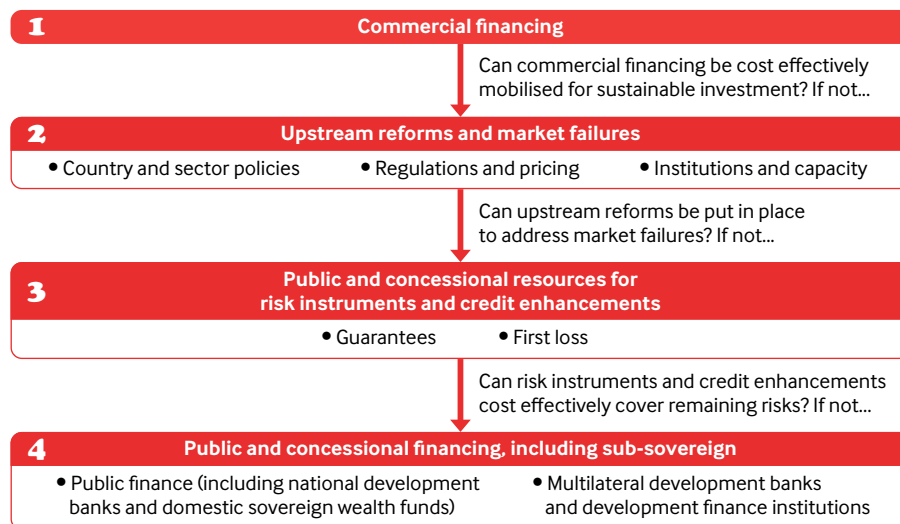 1 Commercial financing
Can commercial financing be cost effectively
mobilised for sustainable investment? If not...
2 Upstream reforms and market failures
• Country and sector policies • Regulations and pricing • Institutions and capacity
Can upstream reforms be put in place
to address market failures? If not...
3 Public and concessional resources for
risk instruments and credit enhancements
• Guarantees • First loss
Can risk instruments and credit enhancements
cost effectively cover remaining risks? If not...
4 Public and concessional financing, including sub-sovereign
• Public finance (including national development
banks and domestic sovereign wealth funds)
• Multilateral development banks
and development finance institutions